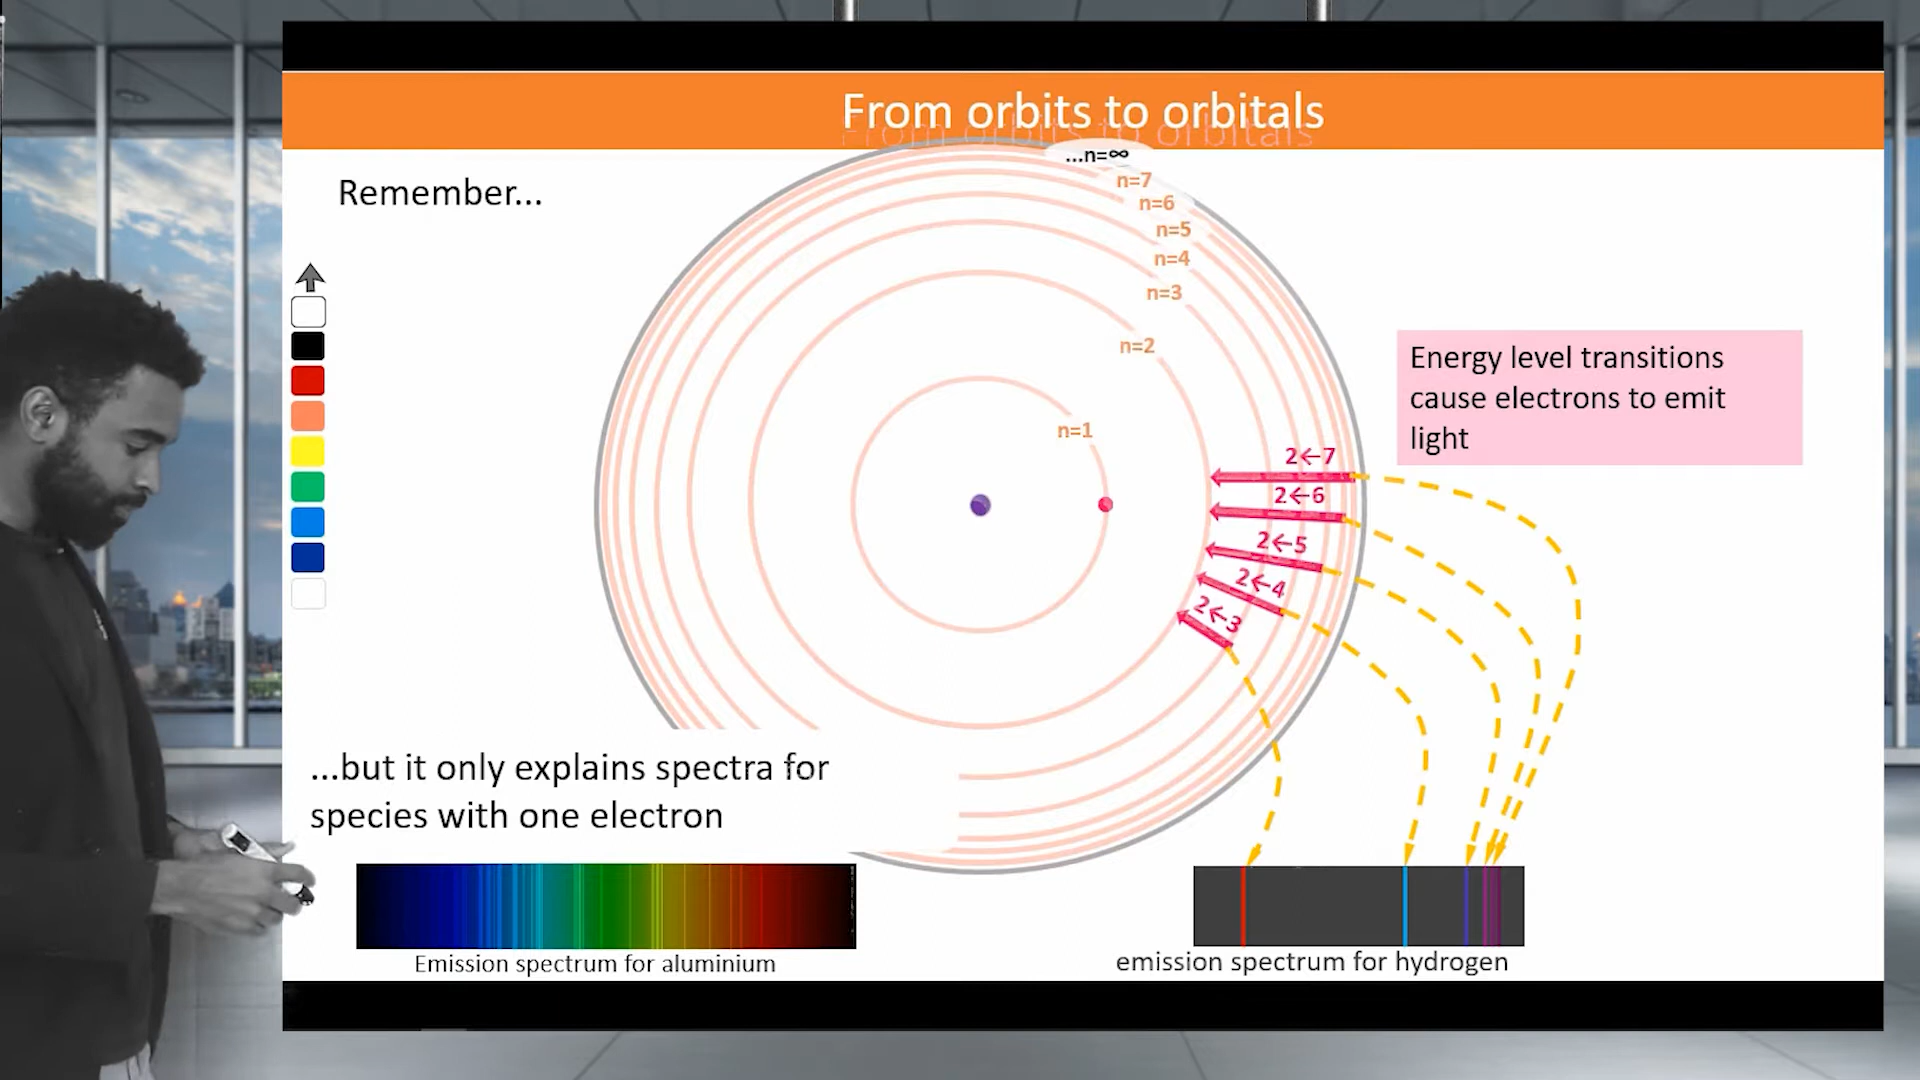 From orbits to orbitals
Remember...
...n=∞
n=7
n=6
n=5
n=4
n=3
n=2
n=1
Energy level transitions
cause electrons to emit
light
2←7
2←6
2←5
2←4
2←3
...but it only explains spectra for
species with one electron
Emission spectrum for aluminium
emission spectrum for hydrogen